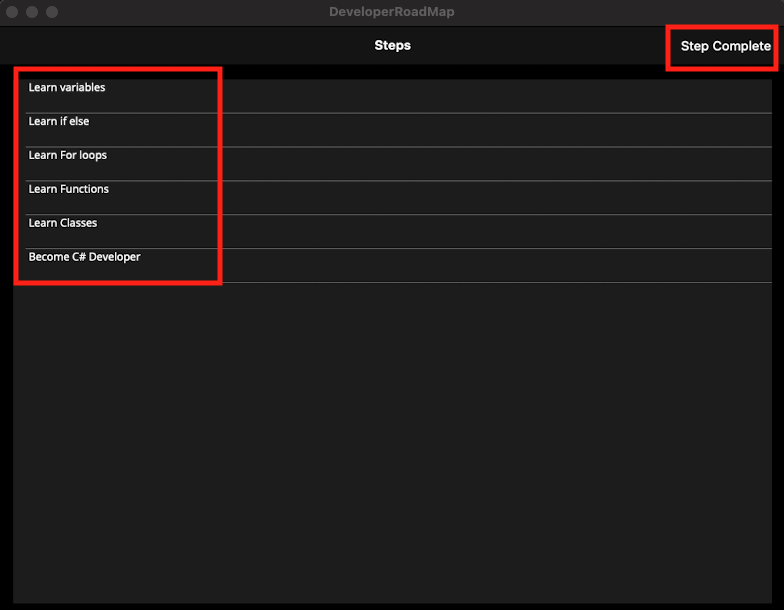 DeveloperRoadMap
Steps
Step Complete
Learn variables
Learn if else
Learn For loops
Learn Functions
Learn Classes
Become C# Developer